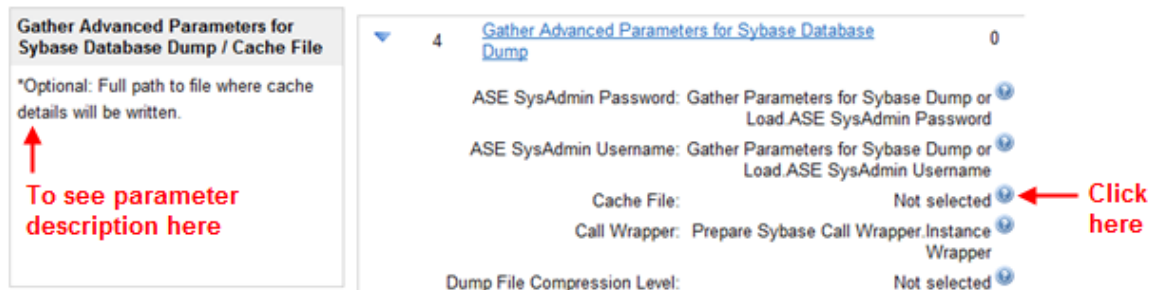 Gather Advanced Parameters for
Sybase Database Dump / Cache File
*Optional: Full path to file where cache
details will be written.
To see parameter
description here
4 Gather Advanced Parameters for Sybase Database 0
Dump
ASE SysAdmin Password: Gather Parameters for Sybase Dump or
Load.ASE SysAdmin Password
ASE SysAdmin Username: Gather Parameters for Sybase Dump or
Load.ASE SysAdmin Username
Cache File: Not selected
Click
here
Call Wrapper: Prepare Sybase Call Wrapper.Instance
Wrapper
Dump File Compression Level: Not selected